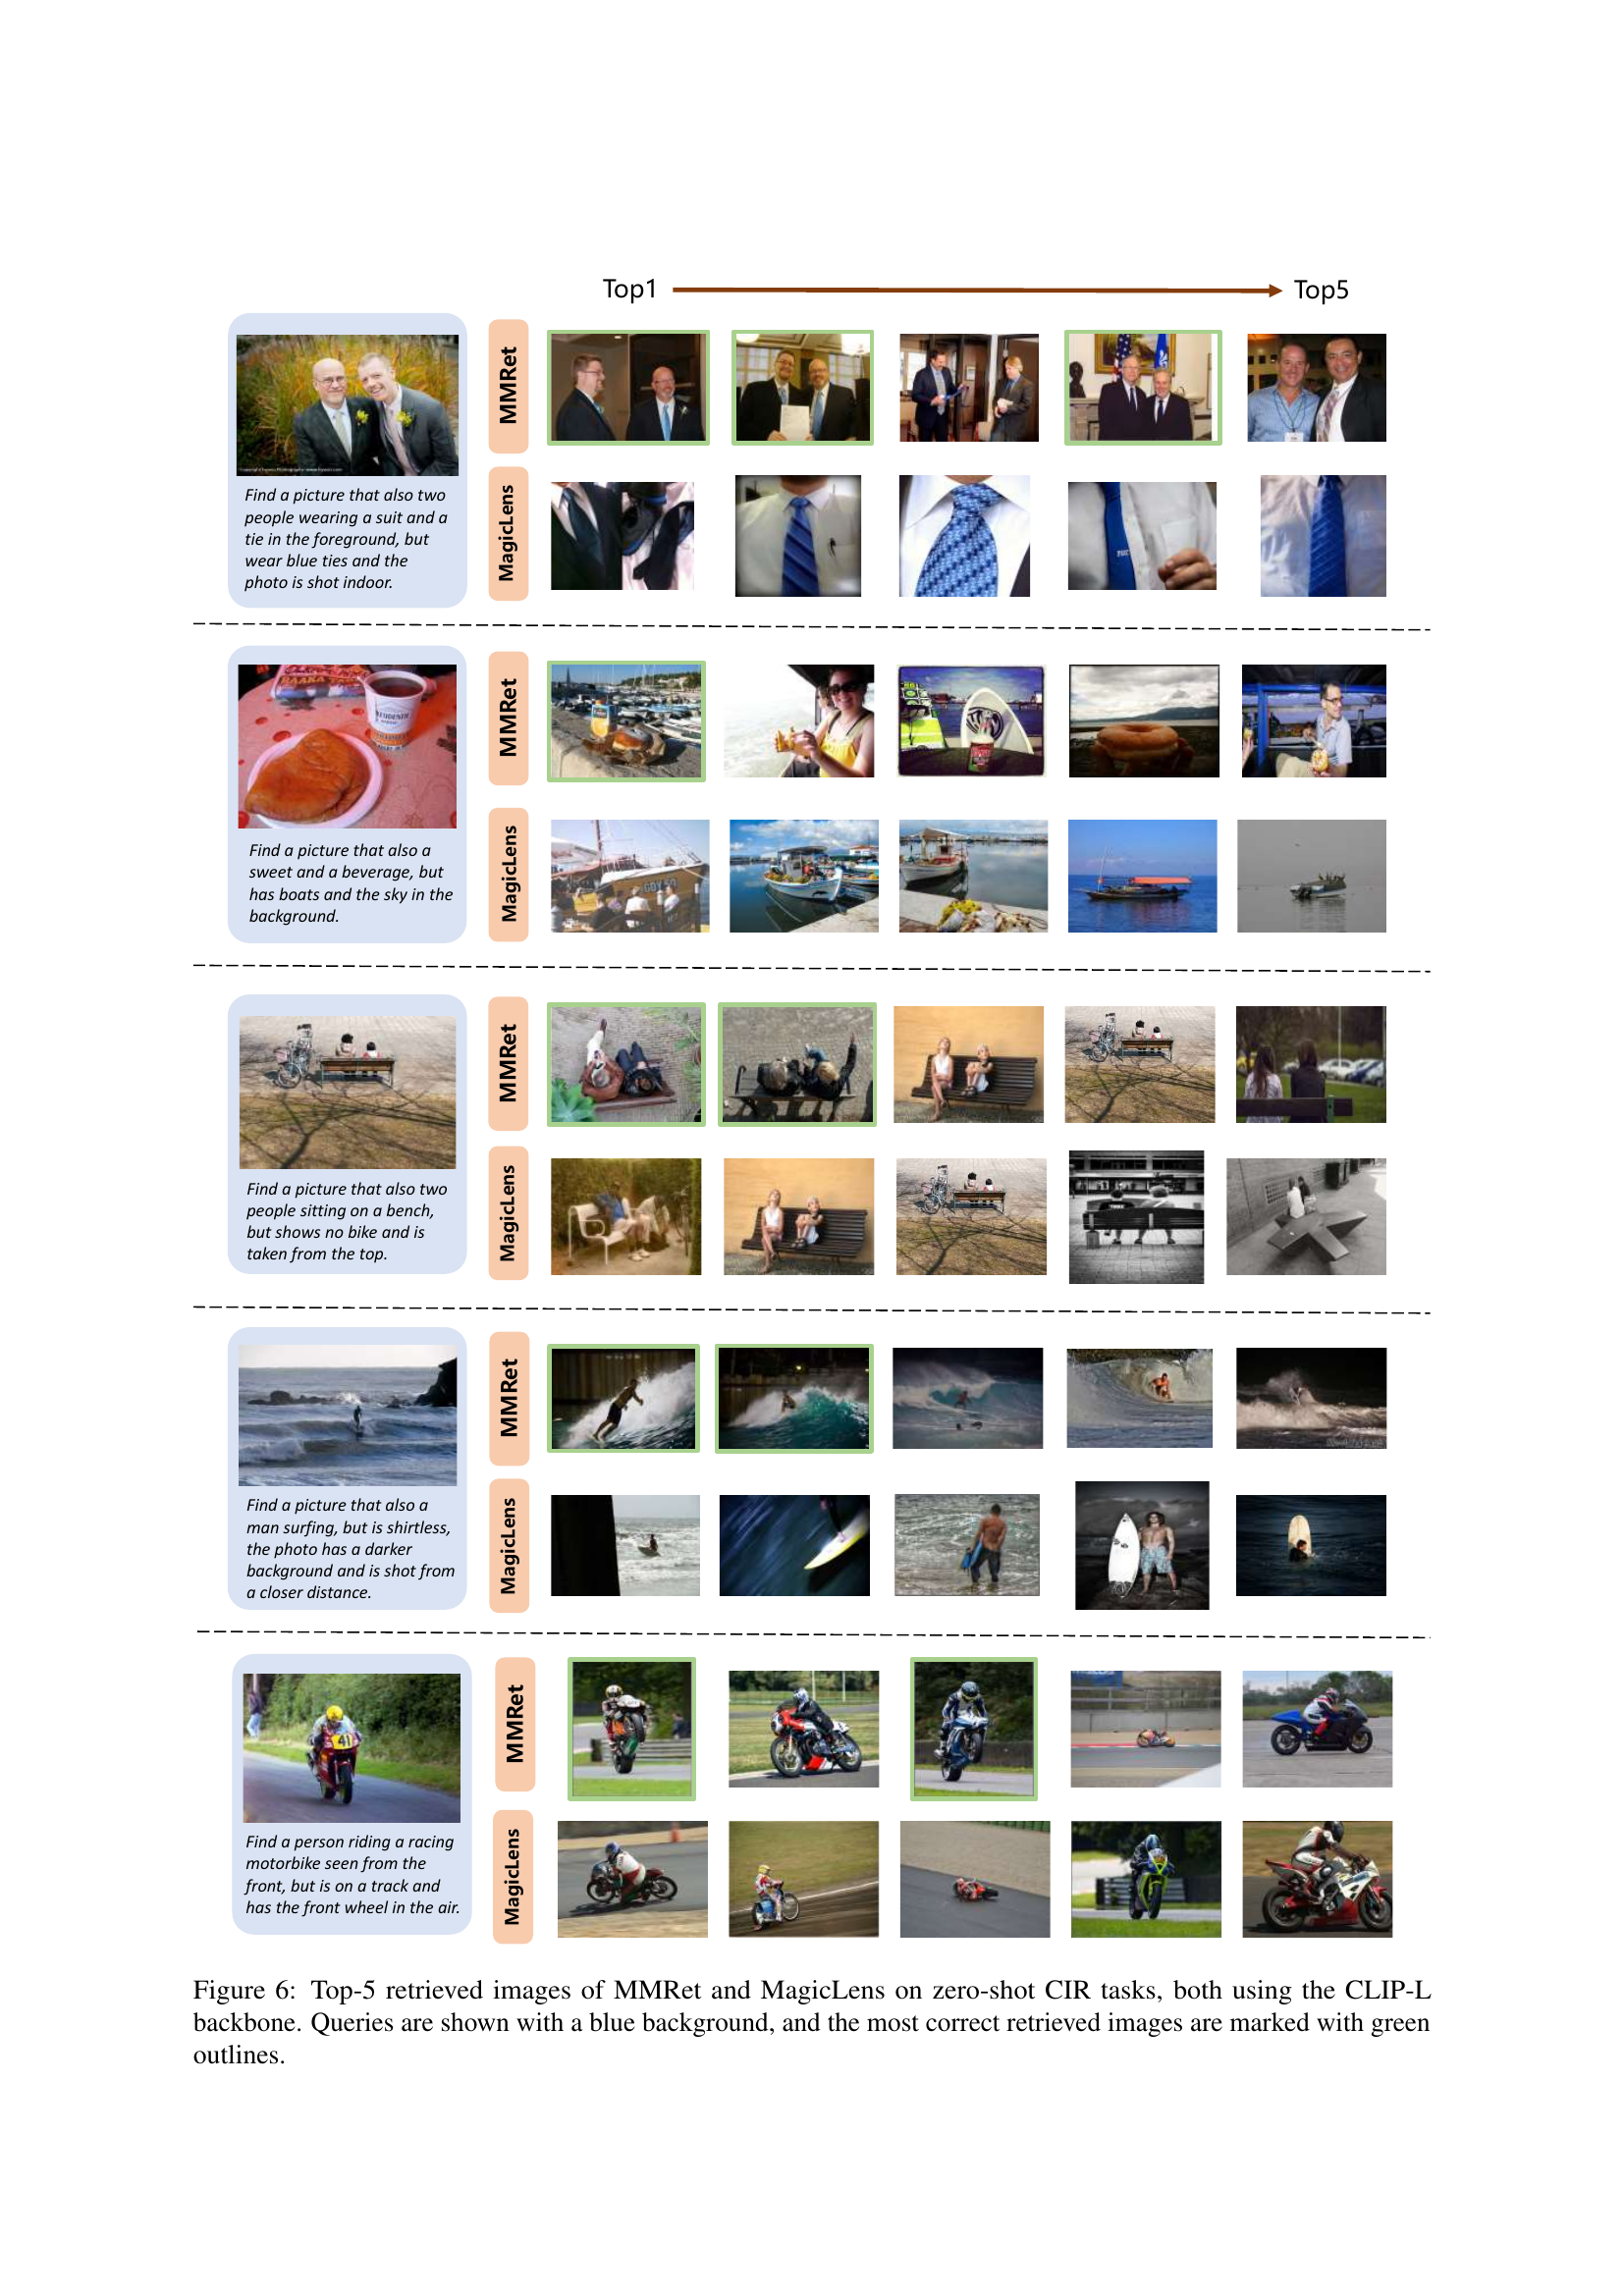 Top1
Top5
MMRet
MagicLens
Find a picture that also two
people wearing a suit and a
tie in the foreground, but
wear blue ties and the
photo is shot indoor.
MMRet
MagicLens
Find a picture that also a
sweet and a beverage, but
has boats and the sky in the
background.
MMRet
MagicLens
Find a picture that also two
people sitting on a bench,
but shows no bike and is
taken from the top.
MMRet
MagicLens
Find a picture that also a
man surfing, but is shirtless,
the photo has a darker
background and is shot from
a closer distance.
41
MMRet
MagicLens
Find a person riding a racing
motorbike seen from the
front, but is on a track and
has the front wheel in the air.
Figure 6: Top-5 retrieved images of MMRet and MagicLens on zero-shot CIR tasks, both using the CLIP-L
backbone. Queries are shown with a blue background, and the most correct retrieved images are marked with green
outlines.